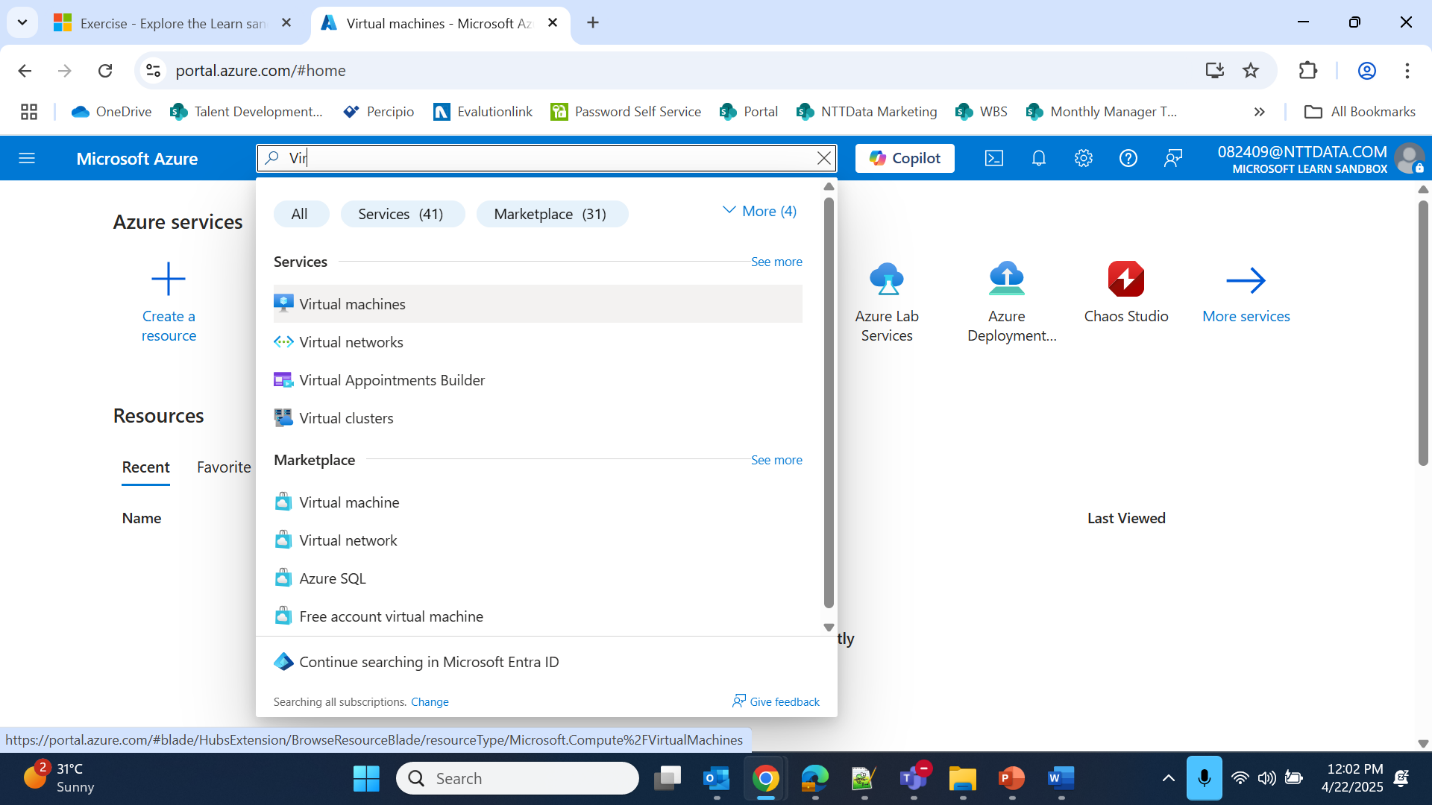 Exercise - Explore the Learn san
Virtual machines - Microsoft Az
portal.azure.com/#home
OneDrive
Talent Development...
Percipio
Evalutionlink
Password Self Service
Portal
NTTData Marketing
WBS
Monthly Manager T...
»
All Bookmarks
Microsoft Azure
Vir
Copilot
082409@NTTDATA.COM
MICROSOFT LEARN SANDBOX
All
Services (41)
Marketplace (31)
More (4)
Azure services
Services
See more
Create a
resource
Virtual machines
Virtual networks
Virtual Appointments Builder
Virtual clusters
Azure Lab
Services
Azure
Deployment...
Chaos Studio
More services
Resources
Marketplace
See more
Recent
Favorite
Virtual machine
Name
Last Viewed
Virtual network
Azure SQL
Free account virtual machine
tly
Continue searching in Microsoft Entra ID
Searching all subscriptions. Change
Give feedback
https://portal.azure.com/#blade/HubsExtension/BrowseResourceBlade/resourceType/Microsoft.Compute%2FVirtualMachines
2
31°C
Sunny
Search
12:02 PM
4/22/2025